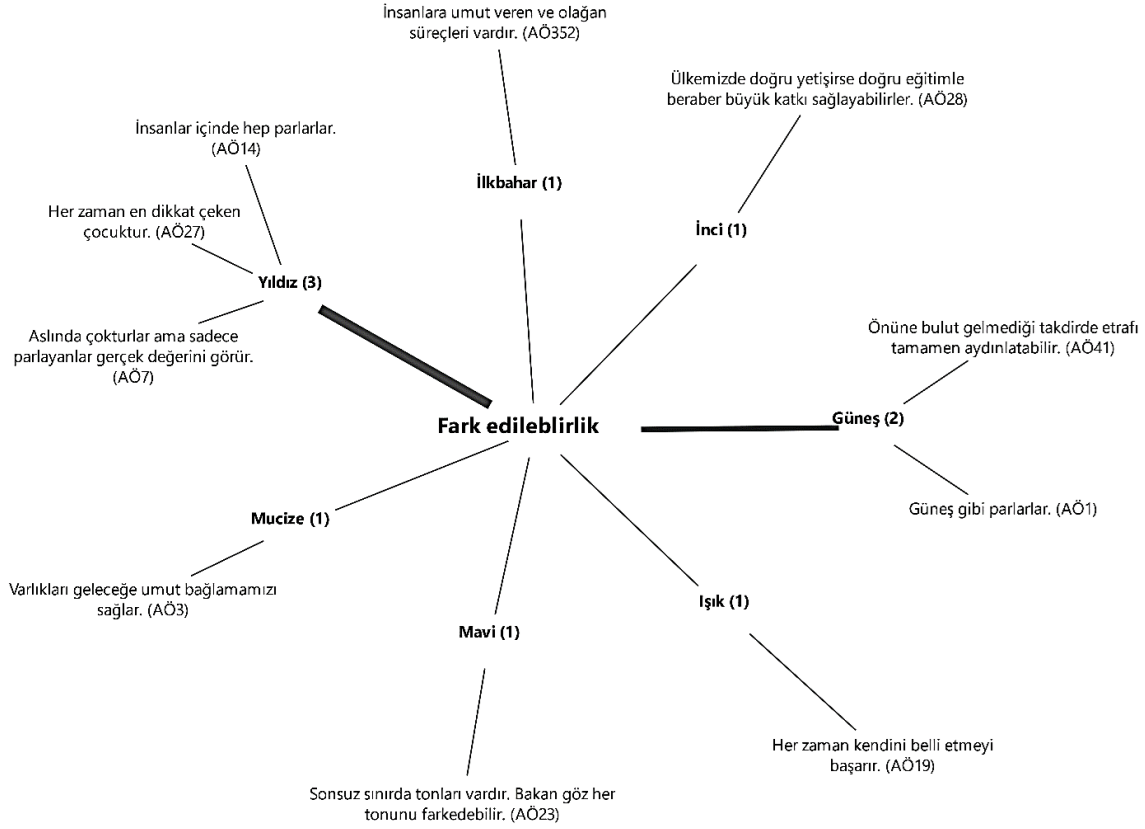 İnsanlara umut veren ve olağan
süreçleri vardır. (AÖ352)
Ülkemizde doğru yetişirse doğru eğitimle
beraber büyük katkı sağlayabilirler. (AÖ28)
İnsanlar içinde hep parlarlar.
(AÖ14)
İlkbahar (1)
Her zaman en dikkat çeken
çocuktur. (AÖ27)
İnci (1)
Yıldız (3)
Aslında çokturlar ama sadece
parlayanlar gerçek değerini görür.
(AÖ7)
Önüne bulut gelmediği takdirde etrafı
tamamen aydınlatabilir. (AÖ41)
Güneş (2)
Fark edileblirlik
Güneş gibi parlarlar. (AÖ1)
Mucize (1)
Varlıkları geleceğe umut bağlamamızı
sağlar. (AÖ3)
Işık (1)
Mavi (1)
Her zaman kendini belli etmeyi
başarır. (AÖ19)
Sonsuz sınırda tonları vardır. Bakan göz her
tonunu farkedebilir. (AÖ23)